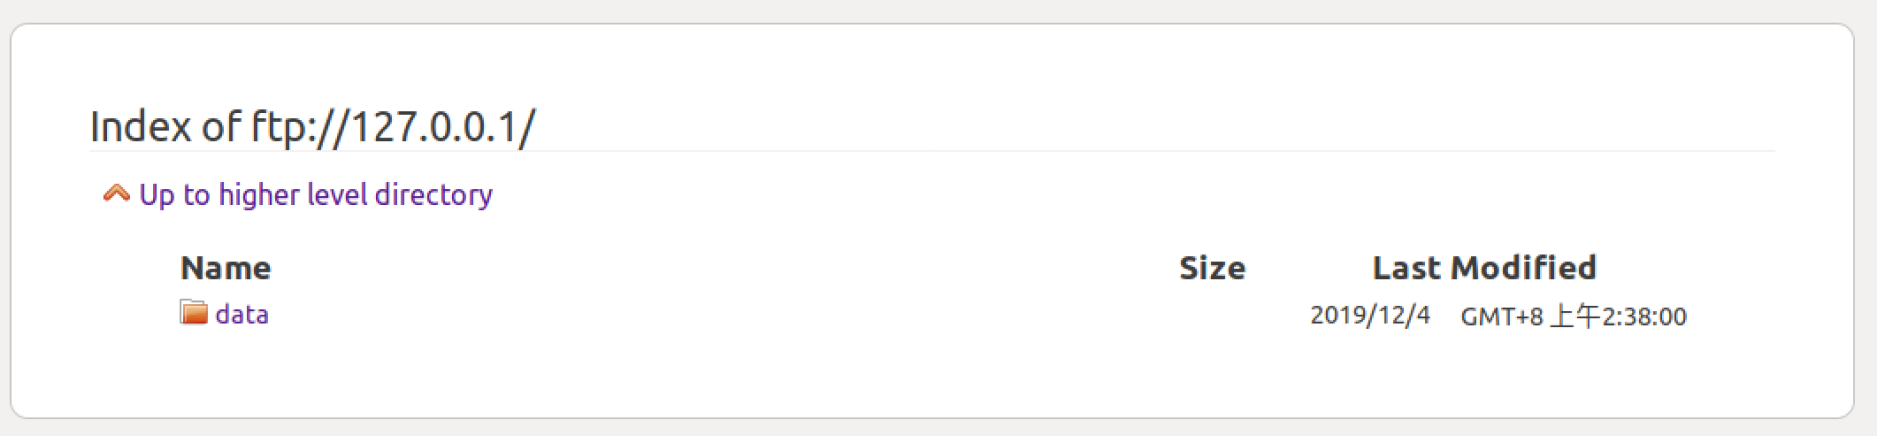 Index of ftp://127.0.0.1/
Up to higher level directory
Name Size Last Modified
data 2019/12/4 GMT+8 上午2:38:00